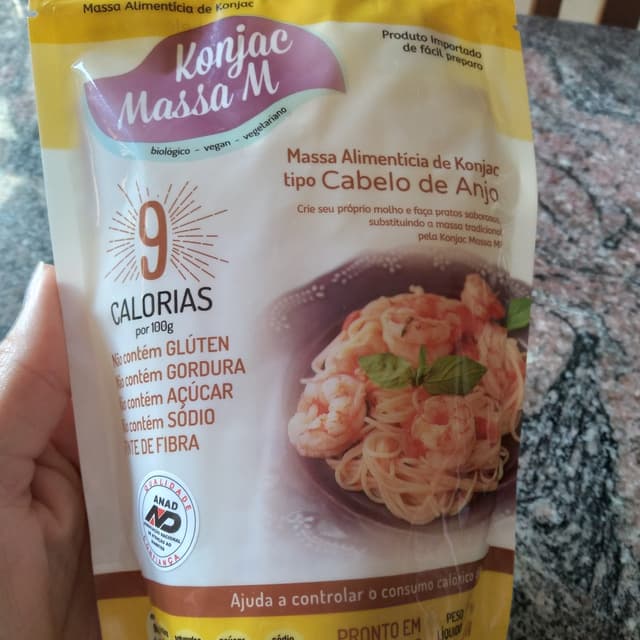 Massa Alimentícia de Konjac
Konjac
Massa M
biológico - vegan - vegetariano
Produto Importado
de fácil preparo
Massa Alimentícia de Konjac
tipo Cabelo de Anjo
Crie seu próprio molho e faça pratos saborosos,
substituindo a massa tradicional
pela Konjac Massa M!
9
CALORIAS
por 100g
Não contém GLÚTEN
contém GORDURA
contém AÇÚCAR
contém SÓDIO
DE FIBRA
QUALIDADE
ANAD
CONFIANÇA
Ajuda a controlar o consumo calórico
PRONTO EM
PESO